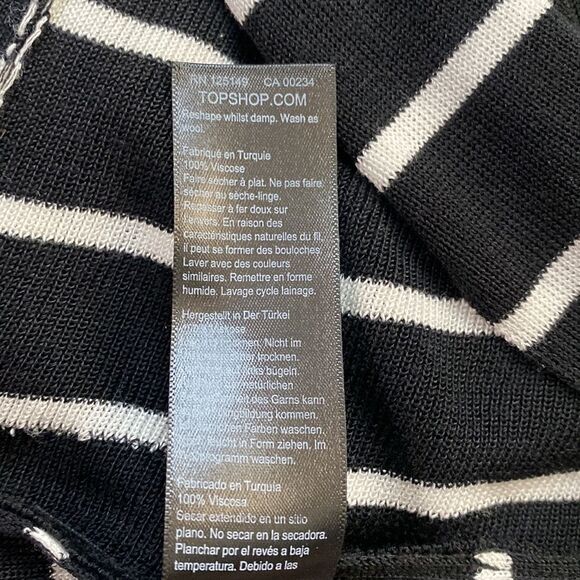 RN 125149 CA 00234
TOPSHOP.COM
Reshape whilst damp. Wash as
wool.
Fabriqué en Turquie
100% Viscose
Faire sécher à plat. Ne pas faire
sécher au sèche-linge.
Repasser à fer doux sur
l'envers. En raison des
caractéristiques naturelles du fil,
il peut se former des bouloches.
Laver avec des couleurs
similaires. Remettre en forme
humide. Lavage cycle lainage.
Hergestellt in Der Türkei
Nicht im
trocknen.
bügeln.
natürlichen
des Garns kann
kommen.
Farben waschen.
in Form ziehen. Im
waschen.
Fabricado en Turquia
100% Viscosa
Secar extendido en un sitio
plano. No secar en la secadora.
Planchar por el revés a baja
temperatura. Debido a las